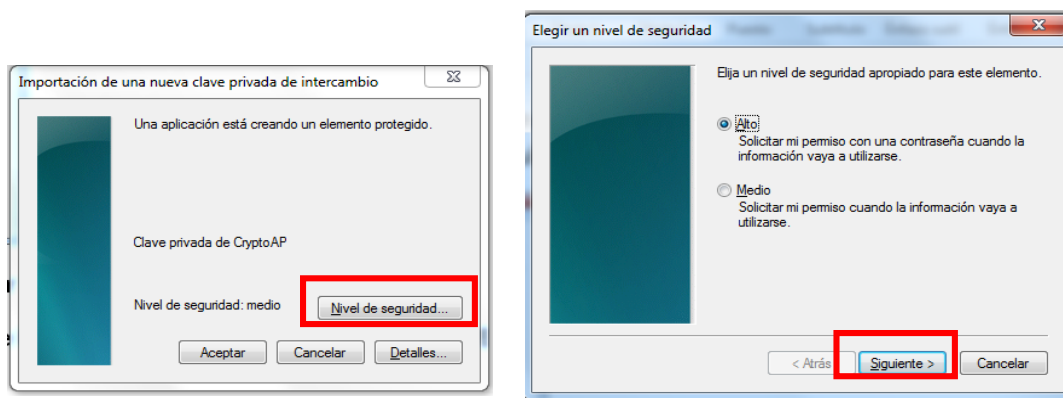 Importación de una nueva clave privada de intercambio
Una aplicación está creando un elemento protegido.
Clave privada de CryptoAP
Nivel de seguridad: medio
Nivel de seguridad...
Aceptar
Cancelar
Detalles...
Elegir un nivel de seguridad
Elija un nivel de seguridad apropiado para este elemento.
Alto
Solicitar mi permiso con una contraseña cuando la
información vaya a utilizarse.
Medio
Solicitar mi permiso cuando la información vaya a
utilizarse.
< Atrás
Siguiente >
Cancelar